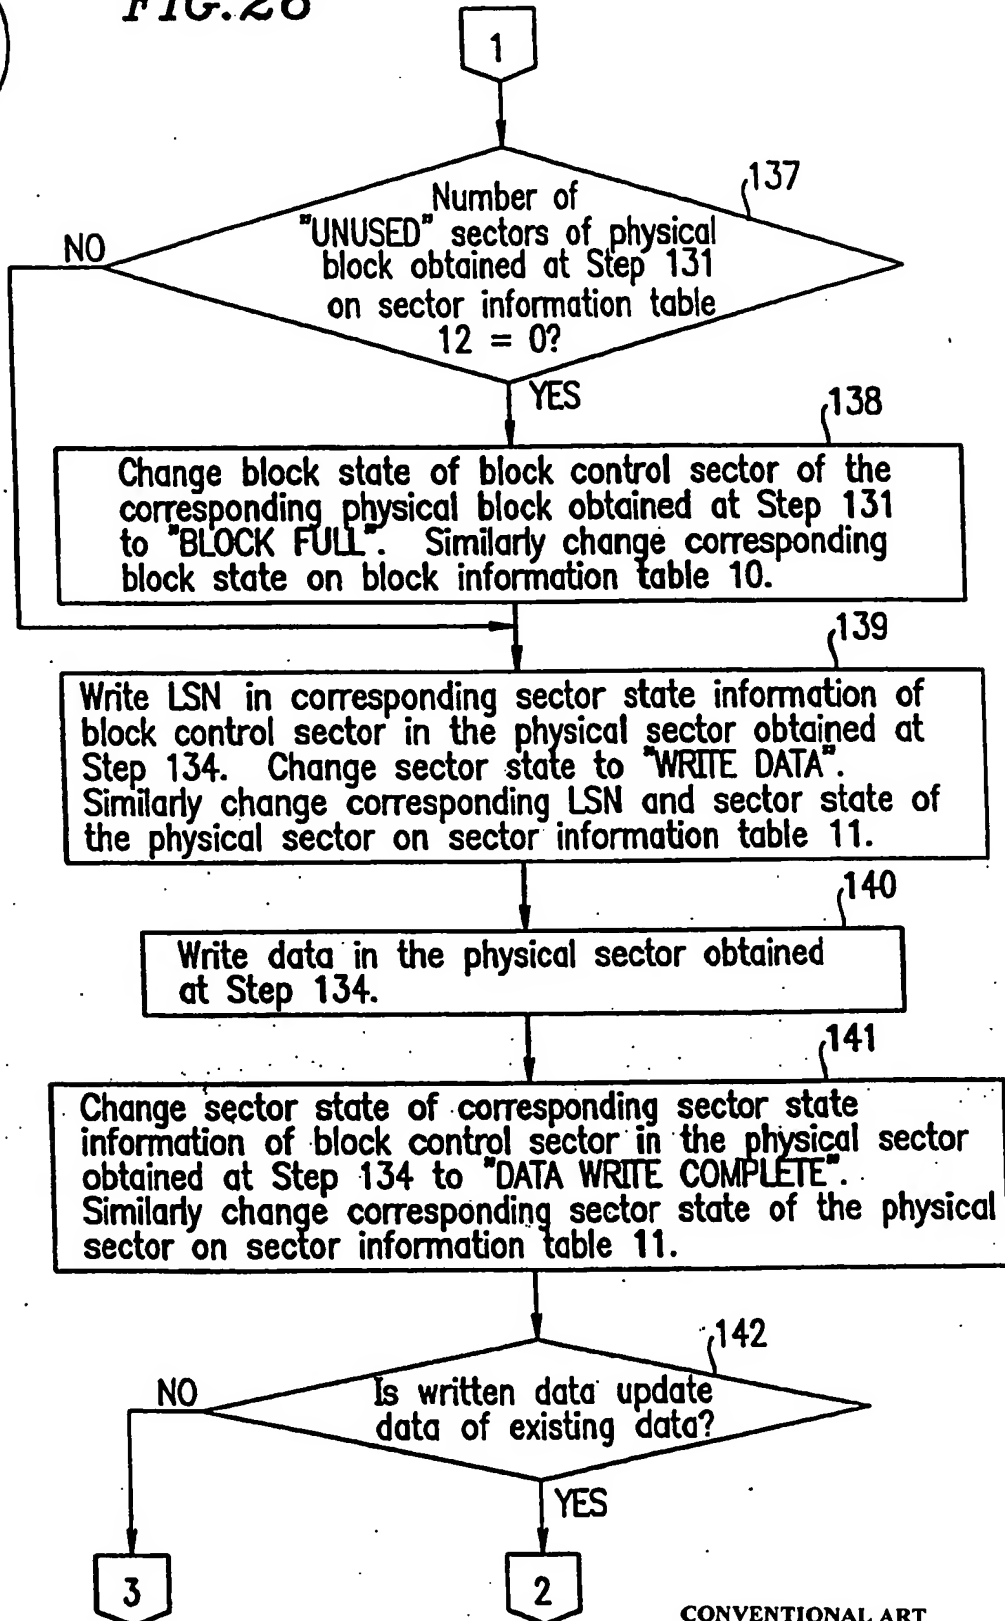 FIG.28
1
137
Number of
"UNUSED" sectors of physical
block obtained at Step 131
on sector information table
12 = 0?
NO
YES
138
Change block state of block control sector of the
corresponding physical block obtained at Step 131
to "BLOCK FULL". Similarly change corresponding
block state on block information table 10.
139
Write LSN in corresponding sector state information of
block control sector in the physical sector obtained at
Step 134. Change sector state to "WRITE DATA".
Similarly change corresponding LSN and sector state of
the physical sector on sector information table 11.
140
Write data in the physical sector obtained
at Step 134.
141
Change sector state of corresponding sector state
information of block control sector in the physical sector
obtained at Step 134 to "DATA WRITE COMPLETE".
Similarly change corresponding sector state of the physical
sector on sector information table 11.
142
Is written data update
data of existing data?
NO
YES
3
2
CONVENTIONAL ART